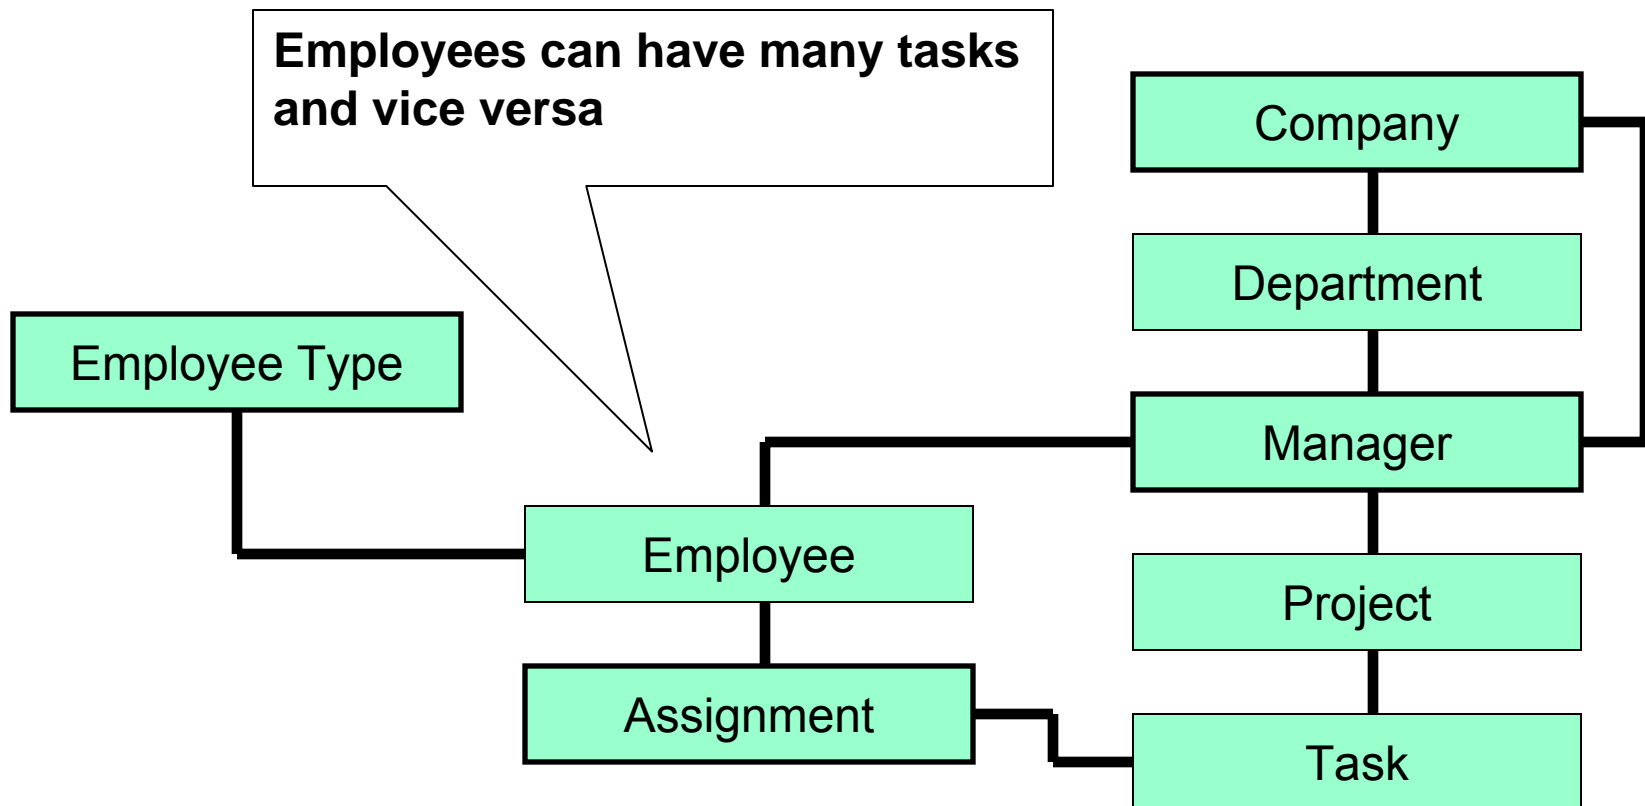 Employees can have many tasks
and vice versa
Company
Department
Employee Type
Manager
Employee
Project
Assignment
Task